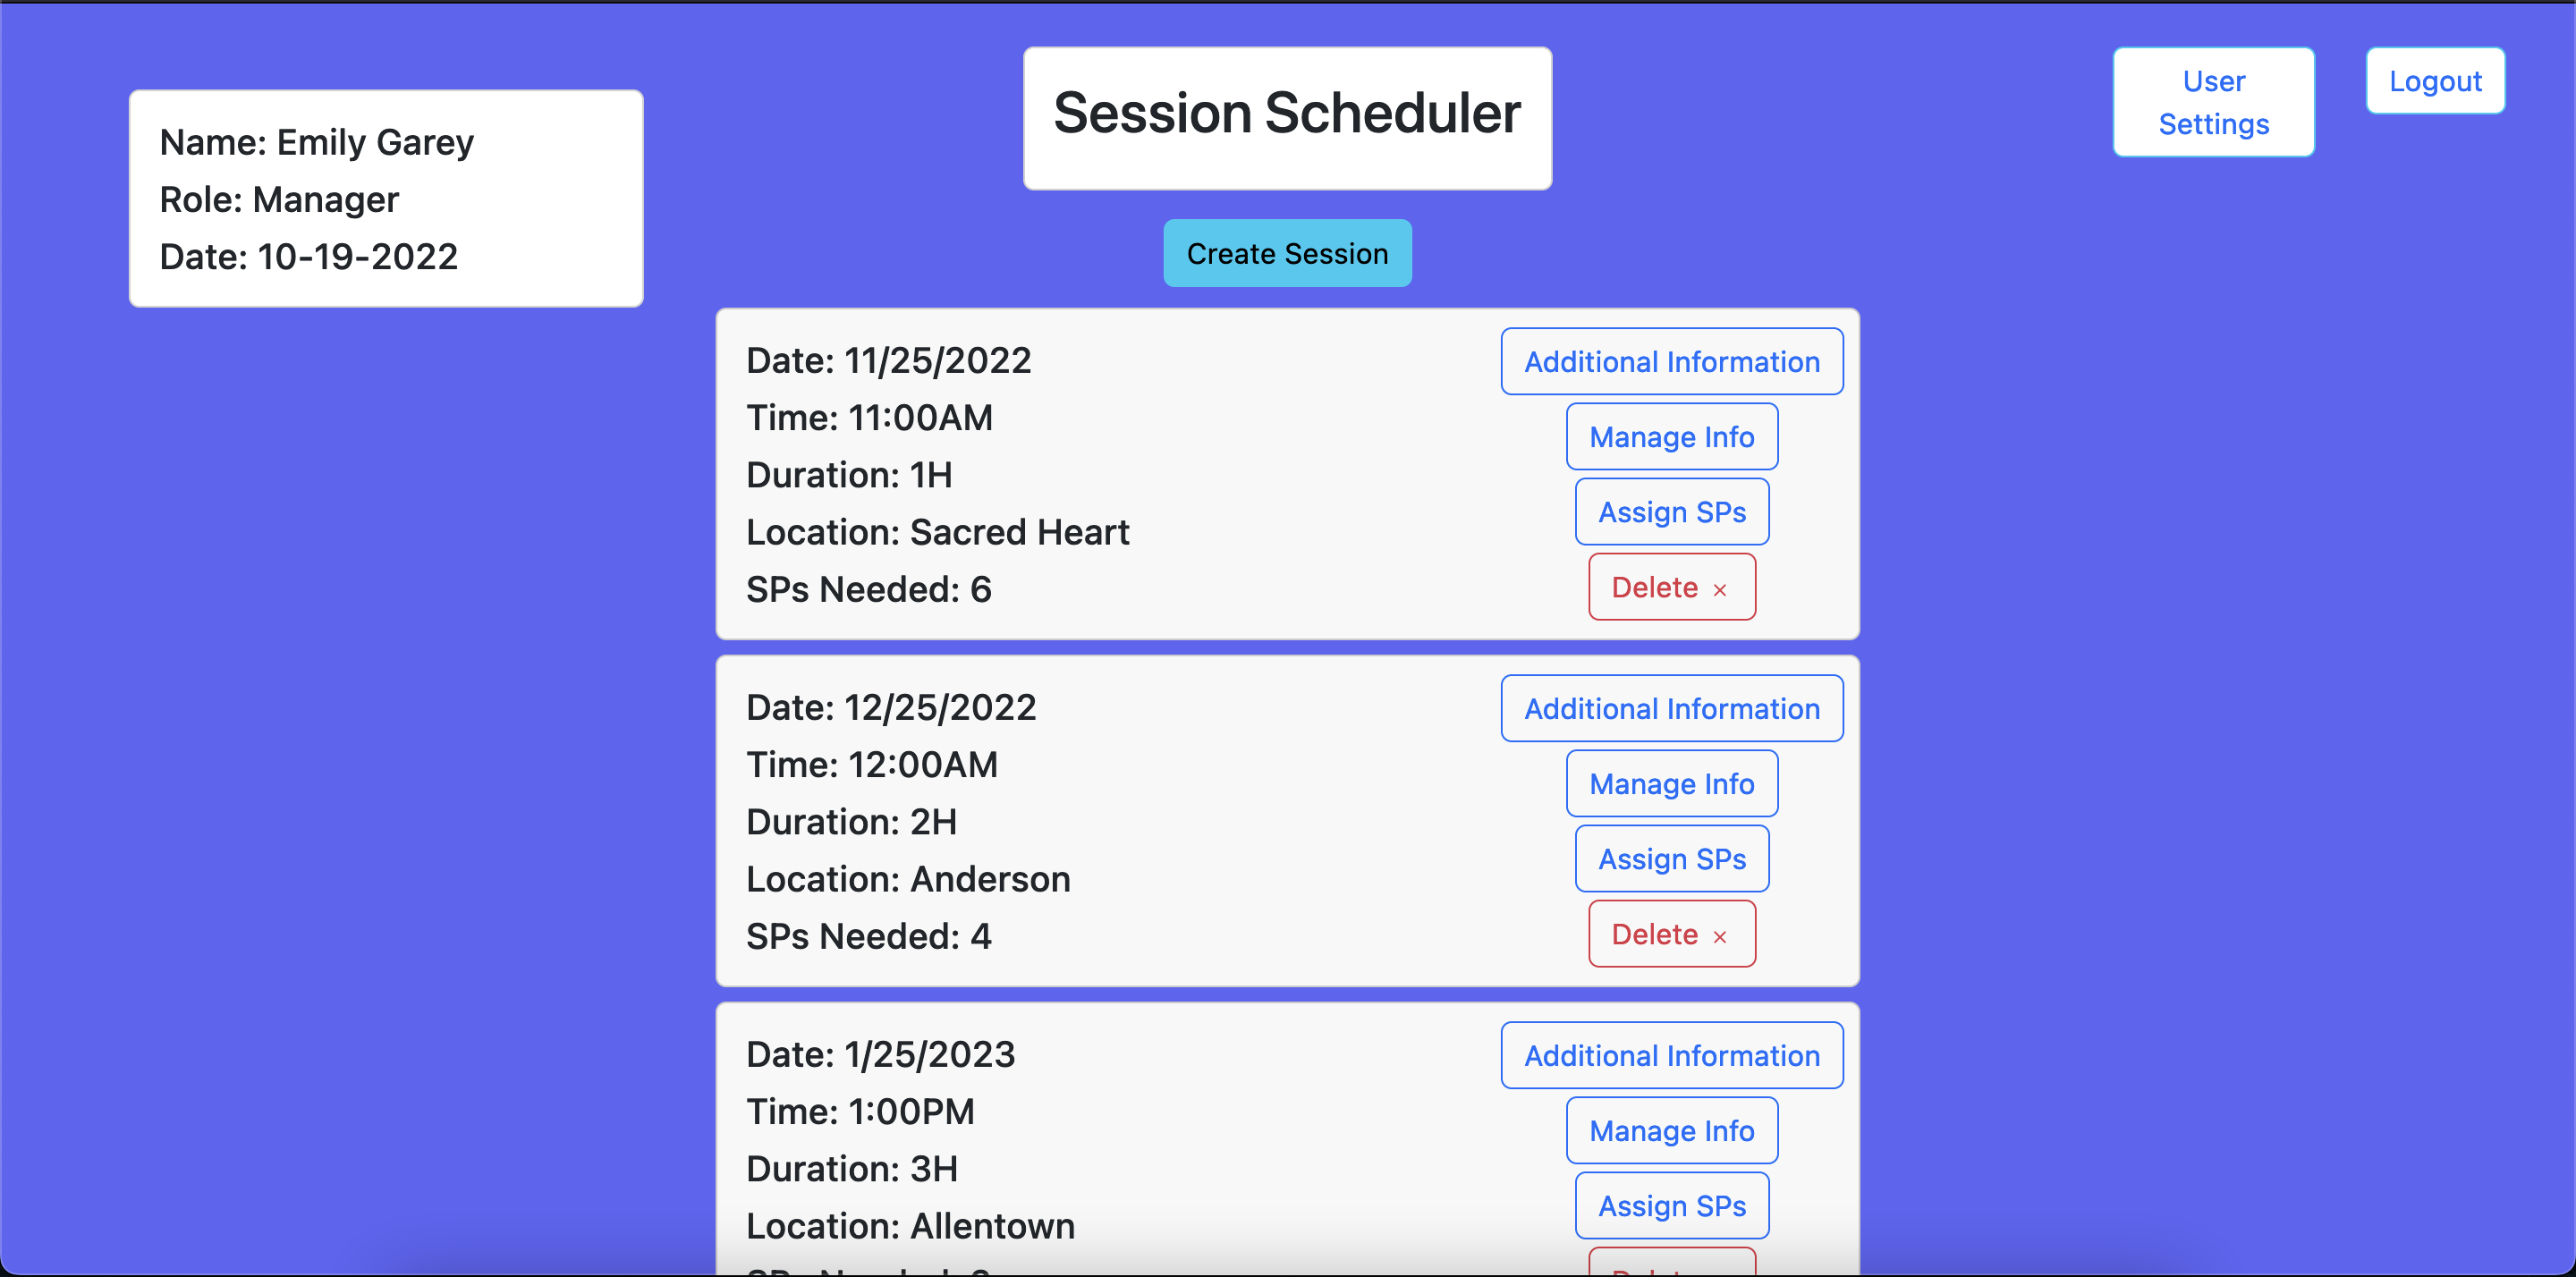 Name: Emily Garey
Role: Manager
Date: 10-19-2022
Session Scheduler
User
Settings
Logout
Create Session
Date: 11/25/2022
Time: 11:00AM
Duration: 1H
Location: Sacred Heart
SPs Needed: 6
Additional Information
Manage Info
Assign SPs
Delete ×
Date: 12/25/2022
Time: 12:00AM
Duration: 2H
Location: Anderson
SPs Needed: 4
Additional Information
Manage Info
Assign SPs
Delete ×
Date: 1/25/2023
Time: 1:00PM
Duration: 3H
Location: Allentown
Additional Information
Manage Info
Assign SPs